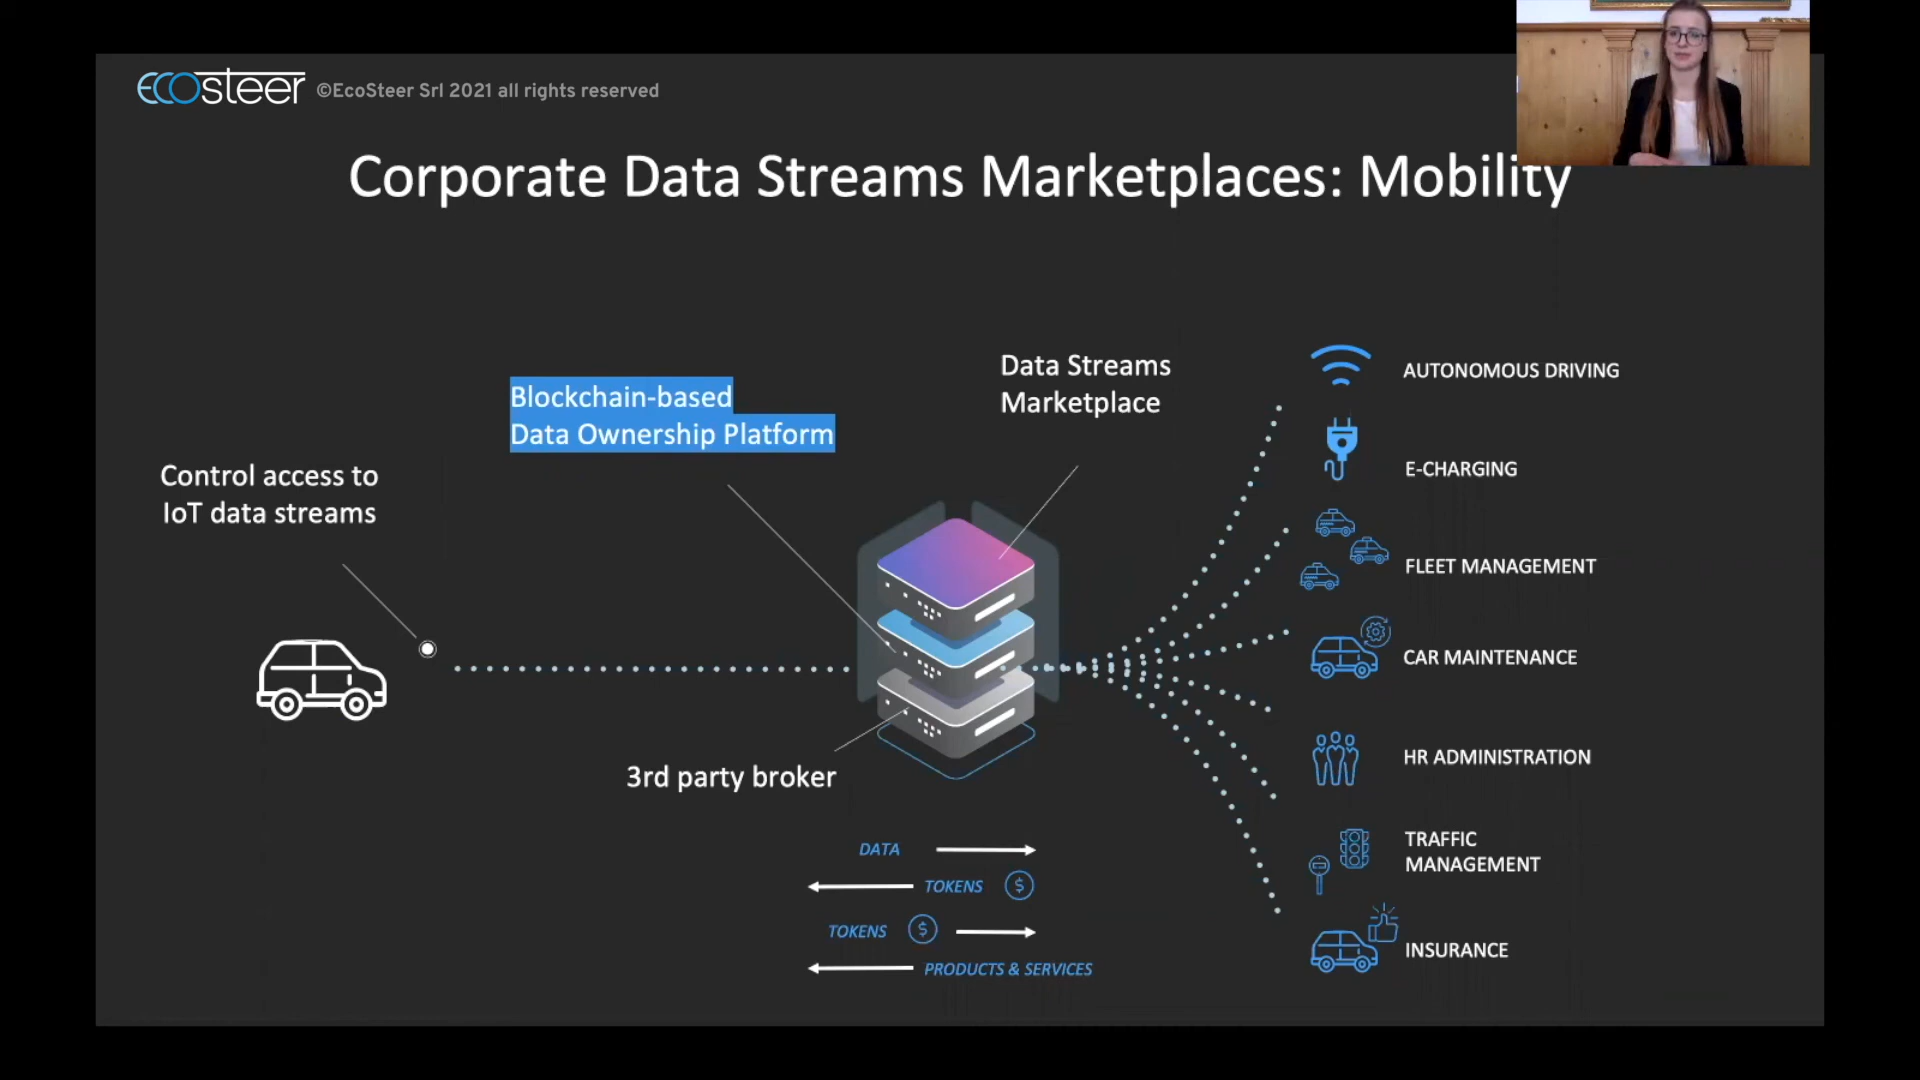 ecosteer ©EcoSteer Srl 2021 all rights reserved
Corporate Data Streams Marketplaces: Mobility
Control access to
IoT data streams
Blockchain-based
Data Ownership Platform
Data Streams
Marketplace
3rd party broker
DATA
TOKENS $
TOKENS $
PRODUCTS & SERVICES
AUTONOMOUS DRIVING
E-CHARGING
FLEET MANAGEMENT
CAR MAINTENANCE
HR ADMINISTRATION
TRAFFIC
MANAGEMENT
INSURANCE